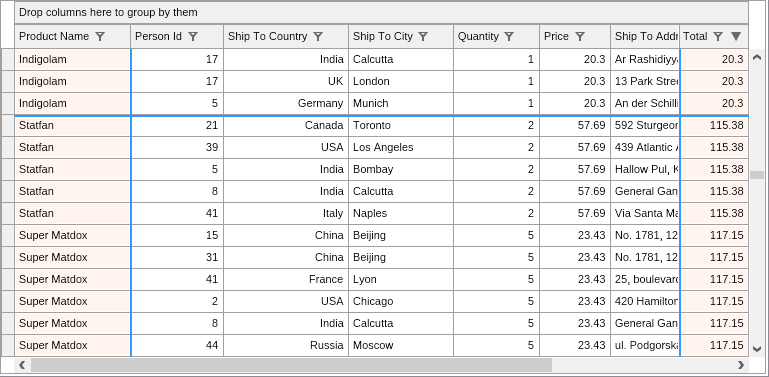 Drop columns here to group by them
Product Name Person Id Ship To Country Ship To City Quantity Price Ship To Addr Total
Indigolam 17 India Calcutta 1 20.3 Ar Rashidiyy 20.3
Indigolam 17 UK London 1 20.3 13 Park Stree 20.3
Indigolam 5 Germany Munich 1 20.3 An der Schilli 20.3
Statfan 21 Canada Toronto 2 57.69 592 Sturgeor 115.38
Statfan 39 USA Los Angeles 2 57.69 439 Atlantic A 115.38
Statfan 5 India Bombay 2 57.69 Hallow Pul, K 115.38
Statfan 8 India Calcutta 2 57.69 General Gan 115.38
Statfan 41 Italy Naples 2 57.69 Via Santa Ma 115.38
Super Matdox 15 China Beijing 5 23.43 No. 1781, 12 117.15
Super Matdox 31 China Beijing 5 23.43 No. 1781, 12 117.15
Super Matdox 41 France Lyon 5 23.43 25, boulevard 117.15
Super Matdox 2 USA Chicago 5 23.43 420 Hamilton 117.15
Super Matdox 8 India Calcutta 5 23.43 General Gan 117.15
Super Matdox 44 Russia Moscow 5 23.43 ul. Podgorska 117.15